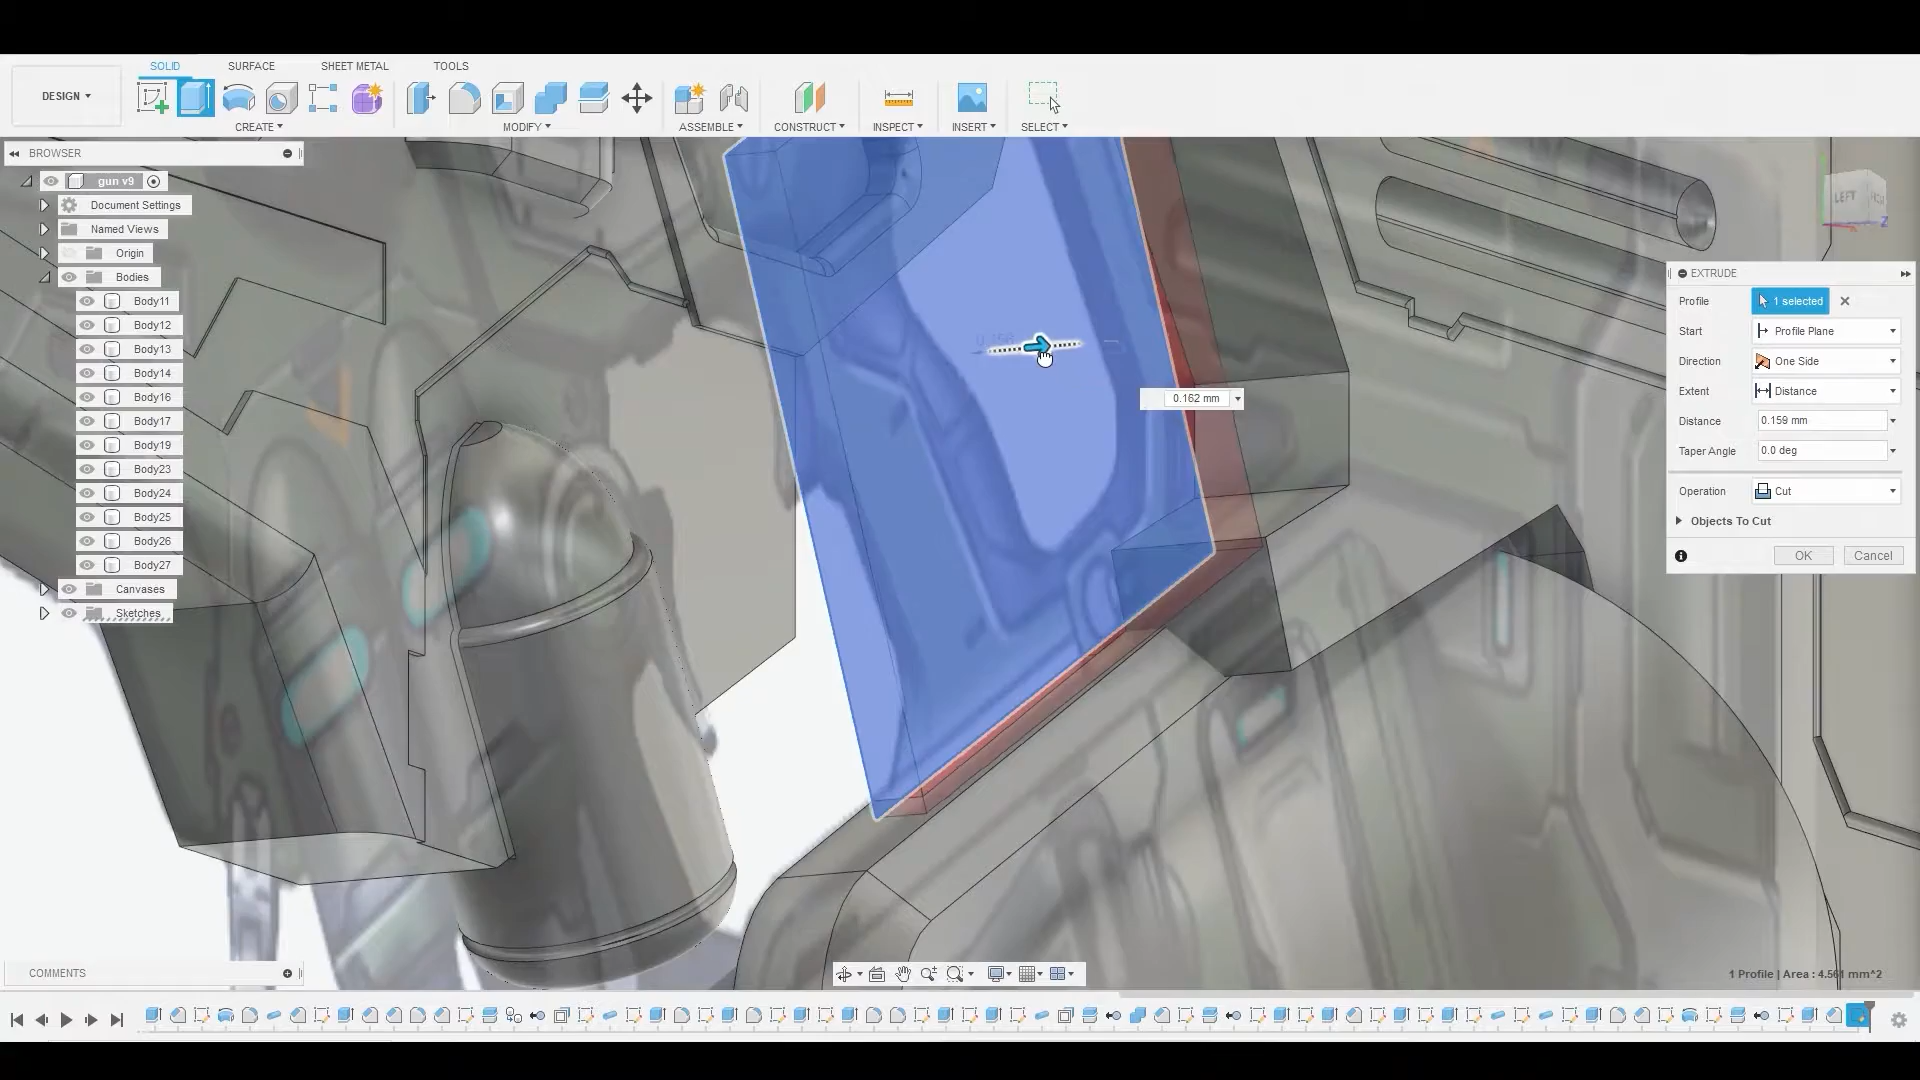 SOLID
SURFACE
SHEET METAL
TOOLS
DESIGN
CREATE
MODIFY
ASSEMBLE
CONSTRUCT
INSPECT
INSERT
SELECT
BROWSER
gun v9
Document Settings
Named Views
Origin
Bodies
Body11
Body12
Body13
Body14
Body16
Body17
Body19
Body23
Body24
Body25
Body26
Body27
Canvases
Sketches
LEFT
Z
0.162 mm
EXTRUDE
Profile 1 selected
Start Profile Plane
Direction One Side
Extent Distance
Distance 0.159 mm
Taper Angle 0.0 deg
Operation Cut
Objects To Cut
OK Cancel
COMMENTS
1 Profile | Area : 4.561 mm^2